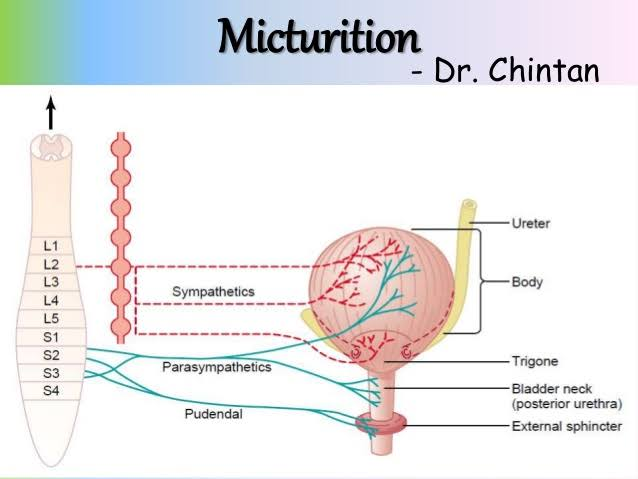 Micturition
- Dr. Chintan
L1
L2
L3
L4
L5
S1
S2
S3
S4
Sympathetics
Parasympathetics
Pudendal
Ureter
Body
Trigone
Bladder neck
(posterior urethra)
External sphincter